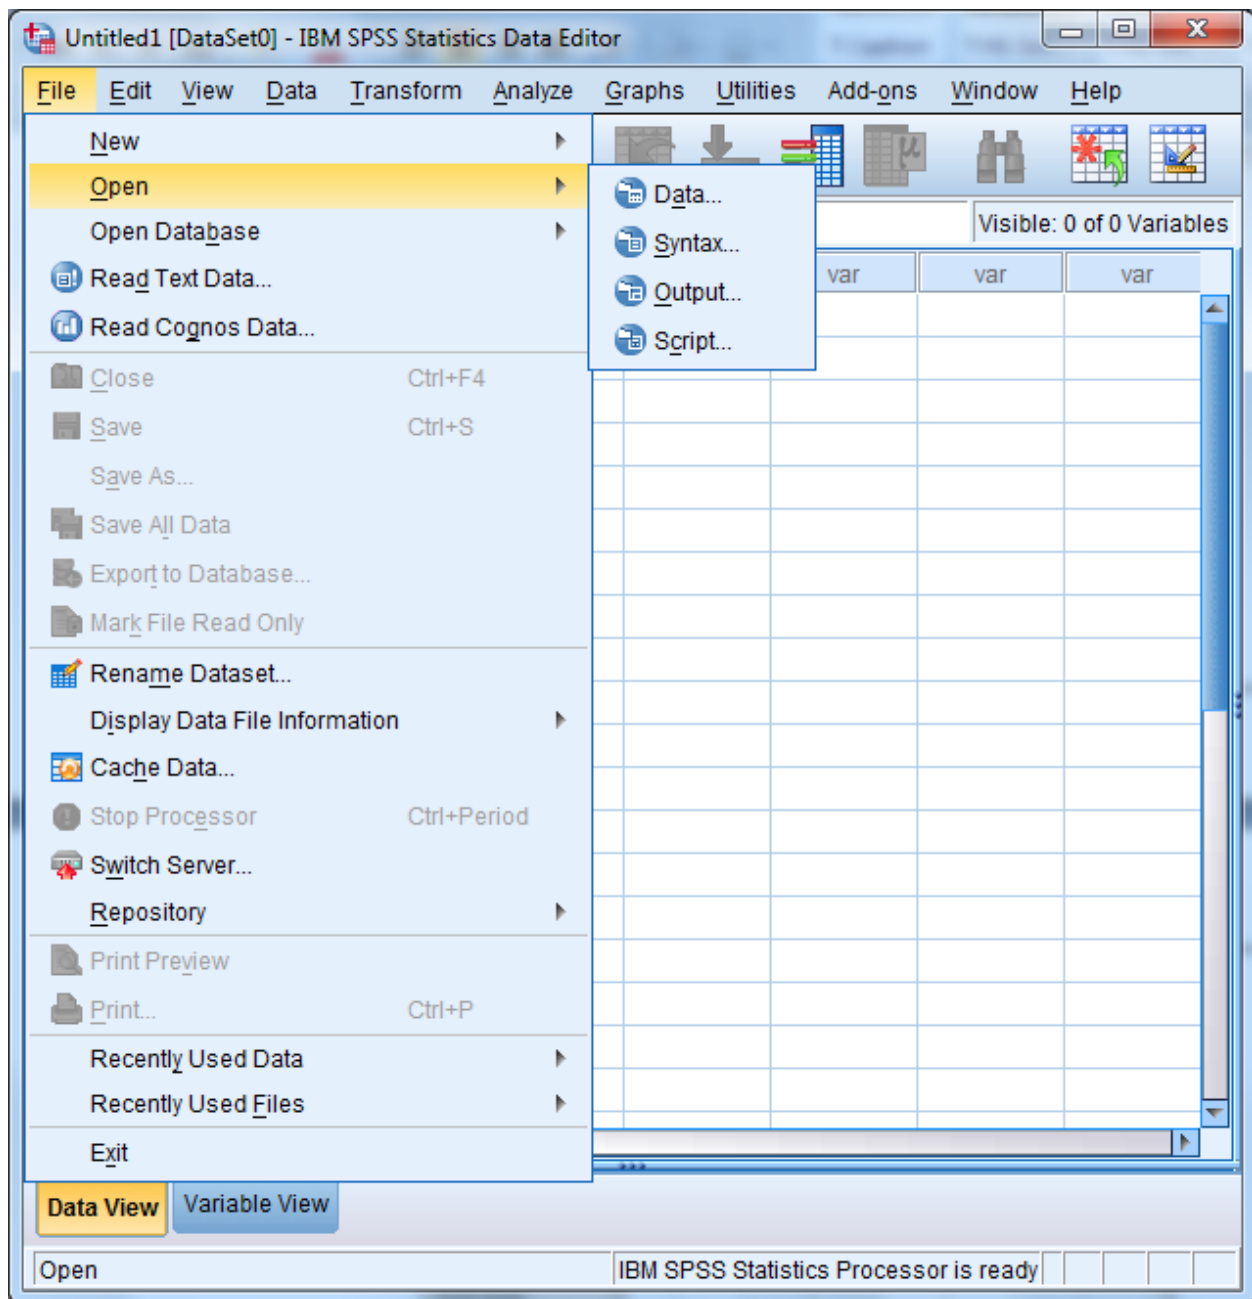 Untitled1 [DataSet0] - IBM SPSS Statistics Data Editor
File Edit View Data Transform Analyze Graphs Utilities Add-ons Window Help
New
Open
Open Database
Read Text Data...
Read Cognos Data...
Close Ctrl+F4
Save Ctrl+S
Save As...
Save All Data
Export to Database...
Mark File Read Only
Rename Dataset...
Display Data File Information
Cache Data...
Stop Processor Ctrl+Period
Switch Server...
Repository
Print Preview
Print... Ctrl+P
Recently Used Data
Recently Used Files
Exit
Data...
Syntax...
Output...
Script...
Visible: 0 of 0 Variables
var var var
Data View Variable View
Open IBM SPSS Statistics Processor is ready